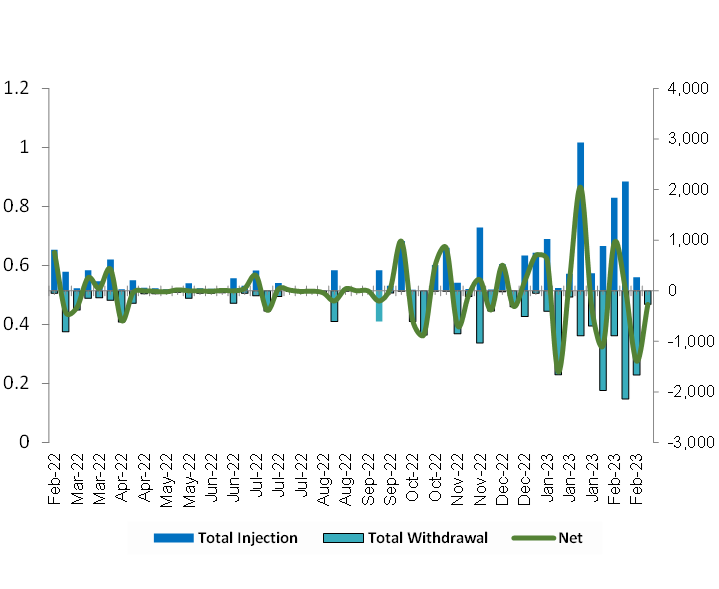 1.2
1
0.8
0.6
0.4
0.2
0
4,000
3,000
2,000
1,000
0
-1,000
-2,000
-3,000
Feb-22
Mar-22
Mar-22
Apr-22
Apr-22
May-22
May-22
Jun-22
Jun-22
Jul-22
Jul-22
Jul-22
Aug-22
Aug-22
Sep-22
Sep-22
Oct-22
Oct-22
Nov-22
Nov-22
Dec-22
Dec-22
Jan-23
Jan-23
Jan-23
Feb-23
Feb-23
Total Injection Total Withdrawal Net